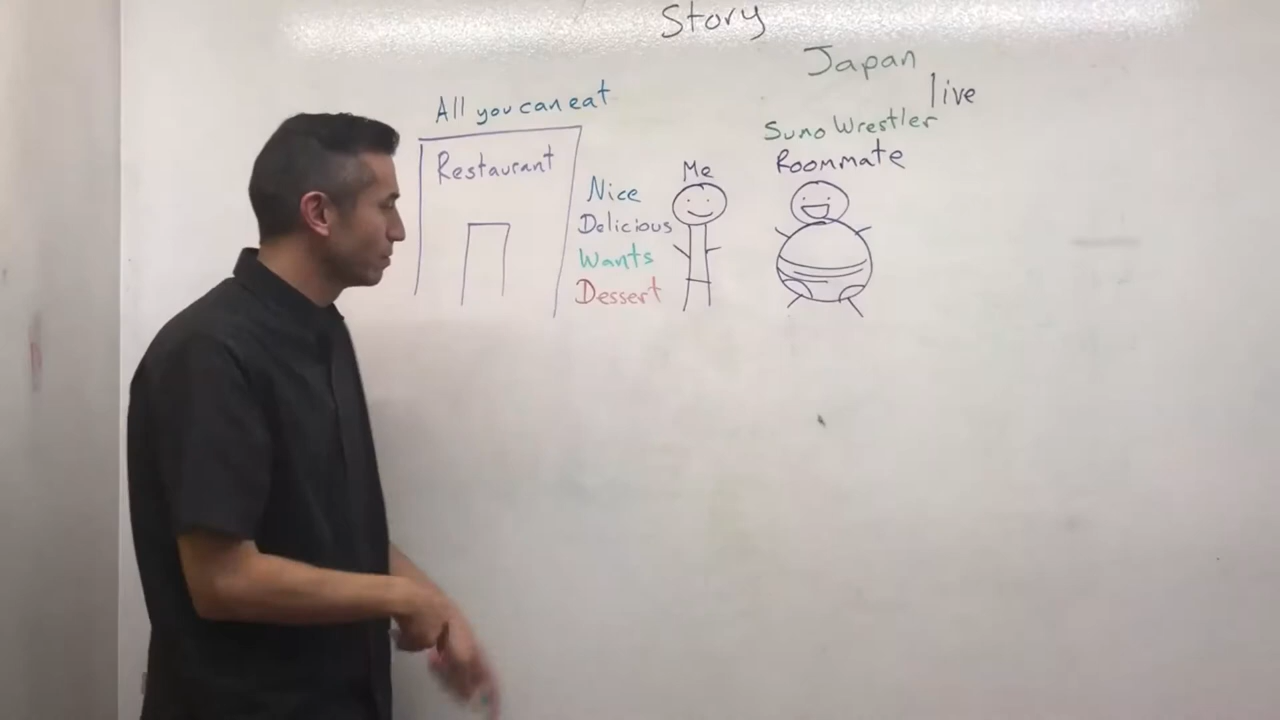 Story
Japan
live
All you can eat
Restaurant
Nice
Delicious
Wants
Dessert
Me
Suno Wrestler
Roommate